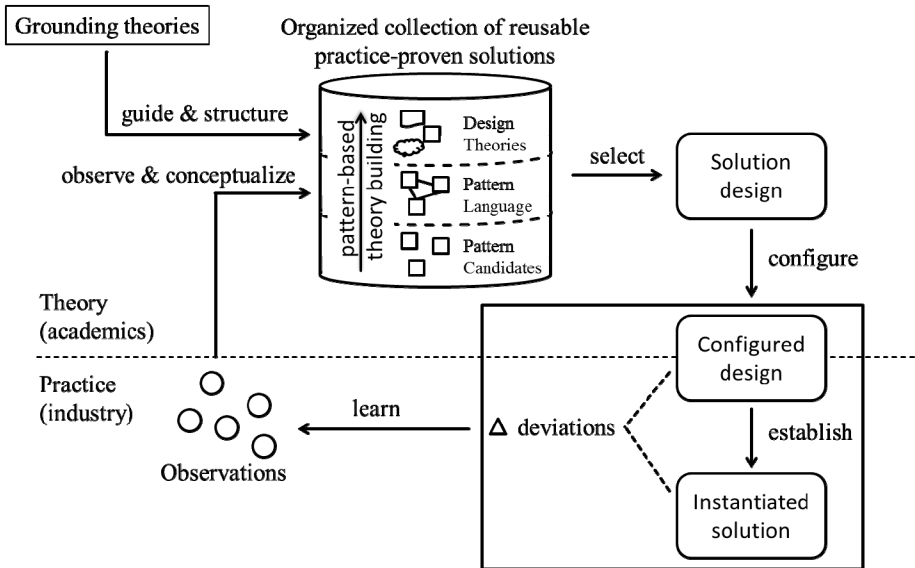 Grounding theories
Organized collection of reusable
practice-proven solutions
guide & structure
observe & conceptualize
pattern-based
theory building
Design
Theories
Pattern
Language
Pattern
Candidates
select
Solution
design
configure
Theory
(academics)
Practice
(industry)
Configured
design
learn
Δ deviations
establish
Observations
Instantiated
solution